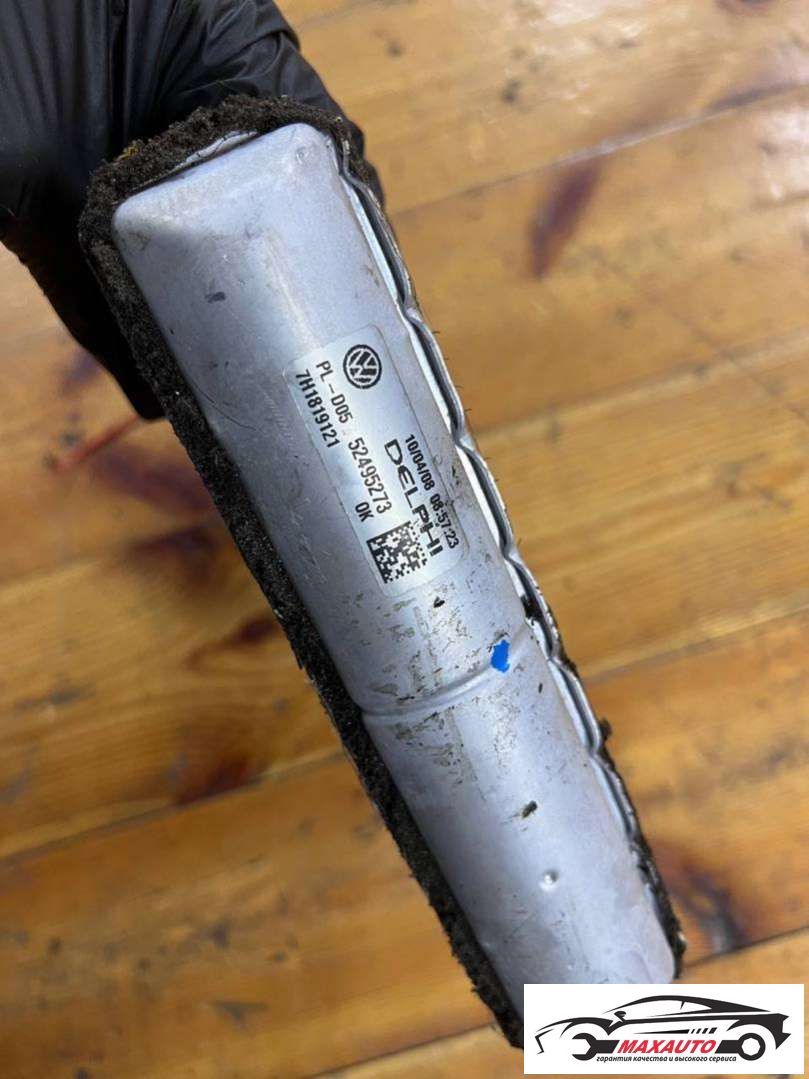 10/04/08 08:57:23
DELPHI
PL-D05 52495273
7H1819121 OK
MAXAUTO
гарантия качества и высокого сервиса